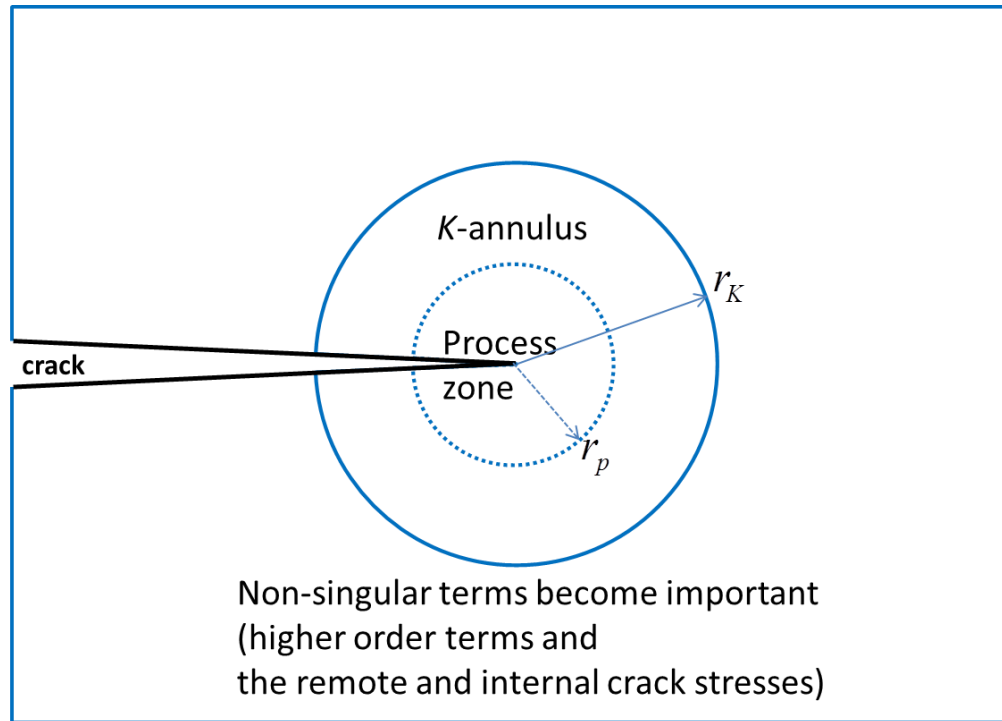 K-annulus
r_K
Process
zone
crack
r_p
Non-singular terms become important
(higher order terms and
the remote and internal crack stresses)